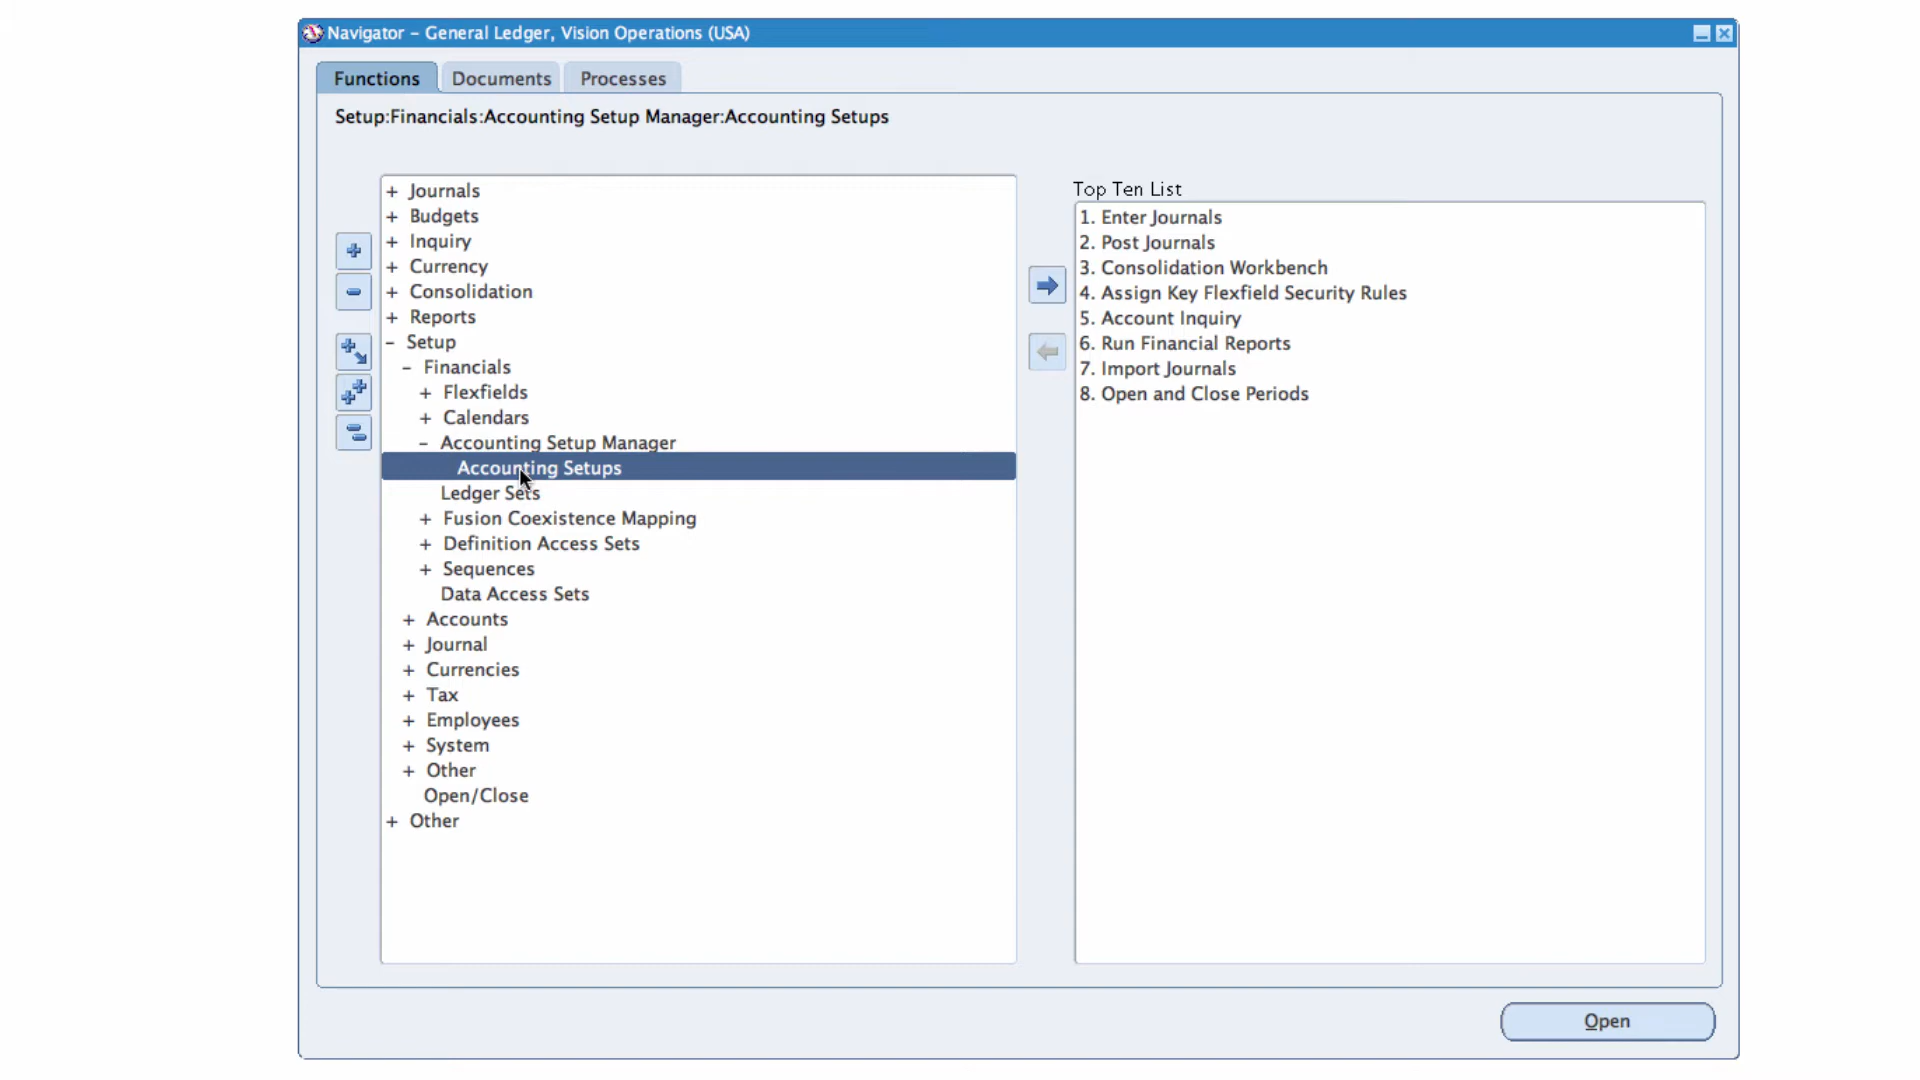 Navigator – General Ledger, Vision Operations (USA)
Functions
Documents
Processes
Setup:Financials:Accounting Setup Manager:Accounting Setups
+ Journals
+ Budgets
+ Inquiry
+ Currency
+ Consolidation
+ Reports
– Setup
– Financials
+ Flexfields
+ Calendars
– Accounting Setup Manager
Accounting Setups
Ledger Sets
+ Fusion Coexistence Mapping
+ Definition Access Sets
+ Sequences
Data Access Sets
+ Accounts
+ Journal
+ Currencies
+ Tax
+ Employees
+ System
+ Other
Open/Close
+ Other
Top Ten List
1. Enter Journals
2. Post Journals
3. Consolidation Workbench
4. Assign Key Flexfield Security Rules
5. Account Inquiry
6. Run Financial Reports
7. Import Journals
8. Open and Close Periods
Open